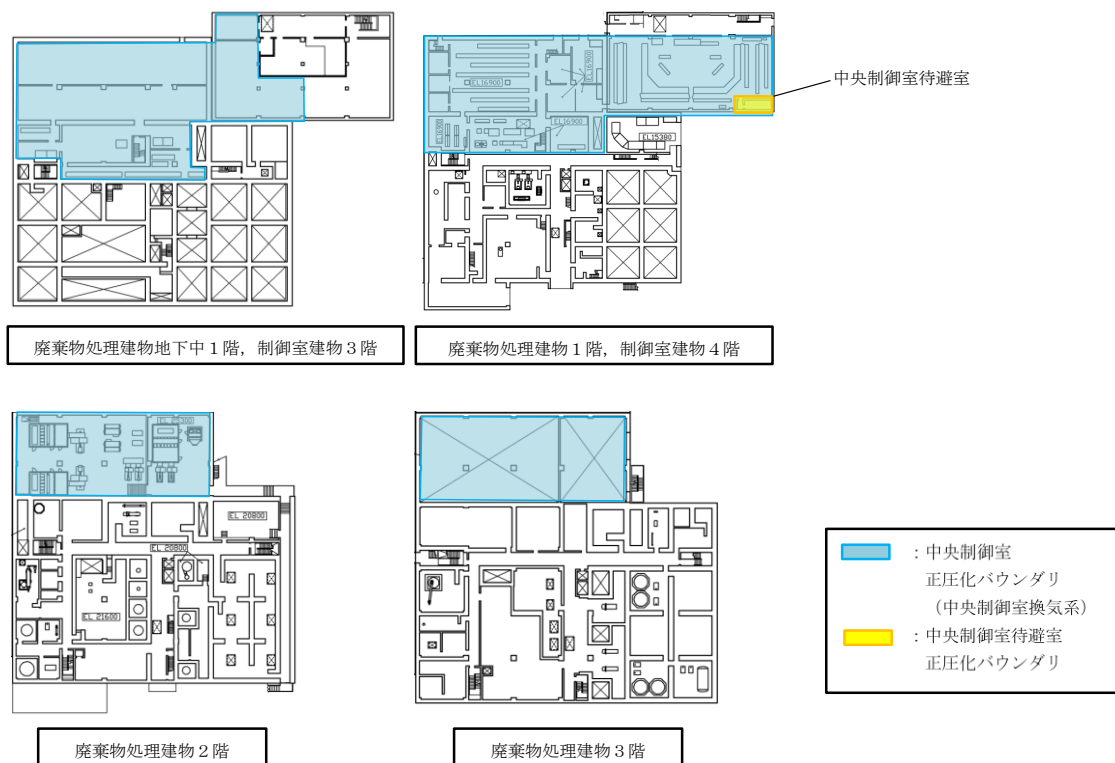 中央制御室待避室
EL16900
EL16900
EL16900
EL16900
EL15380
廃棄物処理建物地下中1階，制御室建物3階
廃棄物処理建物1階，制御室建物4階
EL 20800
EL 20800
EL 21600
：中央制御室
正圧化バウンダリ
（中央制御室換気系）
：中央制御室待避室
正圧化バウンダリ
廃棄物処理建物2階
廃棄物処理建物3階